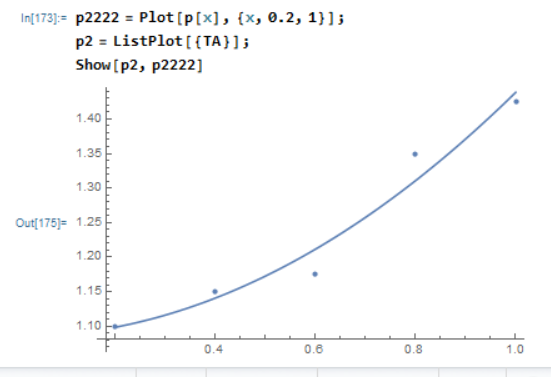 In[173]:= p2222 = Plot[p[x], {x, 0.2, 1}];
p2 = ListPlot[{TA}];
Show[p2, p2222]
1.40
1.35
1.30
Out[175]= 1.25
1.20
1.15
1.10
0.4 0.6 0.8 1.0